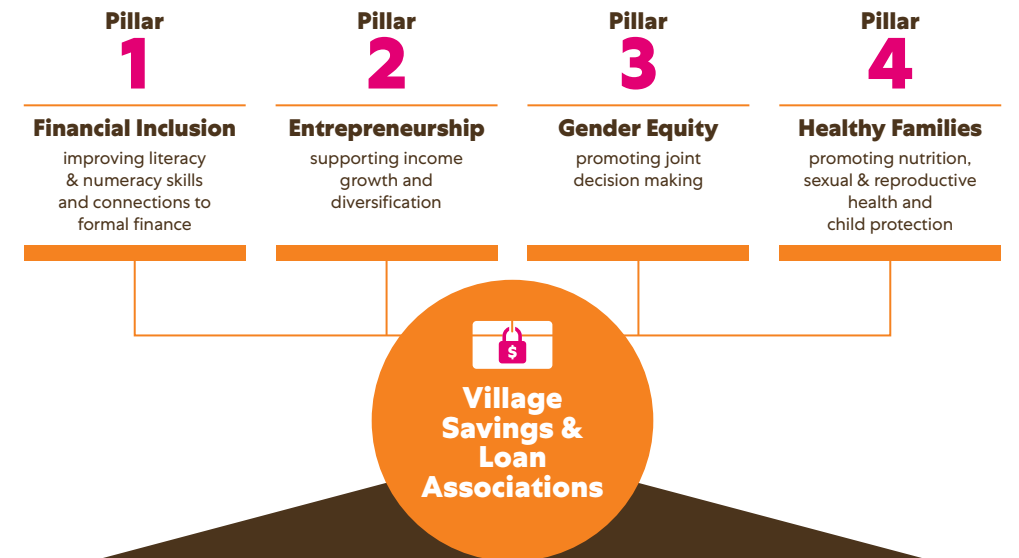 Pillar
1
Financial Inclusion
improving literacy
& numeracy skills
and connections to
formal finance
Pillar
2
Entrepreneurship
supporting income
growth and
diversification
Pillar
3
Gender Equity
promoting joint
decision making
Pillar
4
Healthy Families
promoting nutrition,
sexual & reproductive
health and
child protection
$
Village
Savings &
Loan
Associations